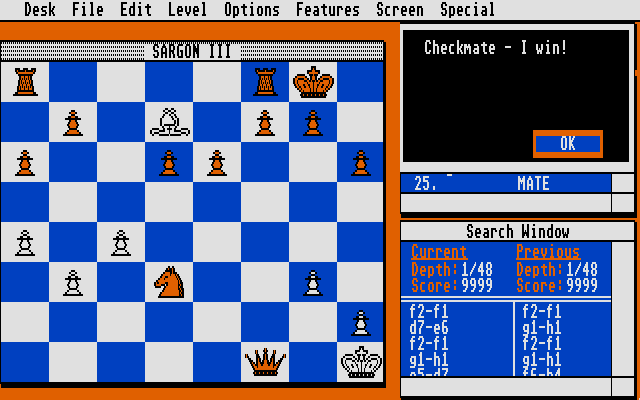 Desk File Edit Level Options Features Screen Special
SARGON III
Checkmate - I win!
OK
25. - MATE
Search Window
Current Previous
Depth:1/48 Depth:1/48
Score:9999 Score:9999
f2-f1 f2-f1
d7-e6 g1-h1
f2-f1 f2-f1
g1-h1 g1-h1